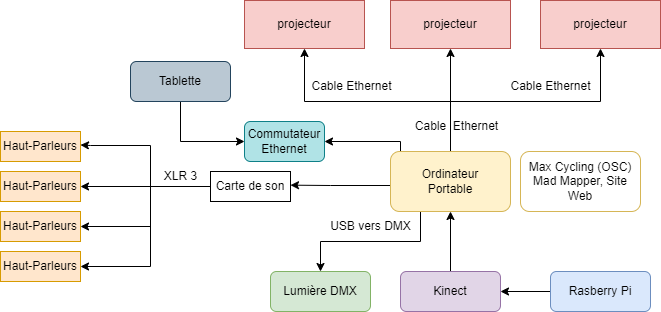 projecteur
projecteur
projecteur
Tablette
Cable Ethernet
Cable Ethernet
Commutateur
Ethernet
Cable Ethernet
Haut-Parleurs
Haut-Parleurs
Haut-Parleurs
Haut-Parleurs
XLR 3
Carte de son
Ordinateur
Portable
Max Cycling (OSC)
Mad Mapper, Site
Web
USB vers DMX
Lumière DMX
Kinect
Rasberry Pi